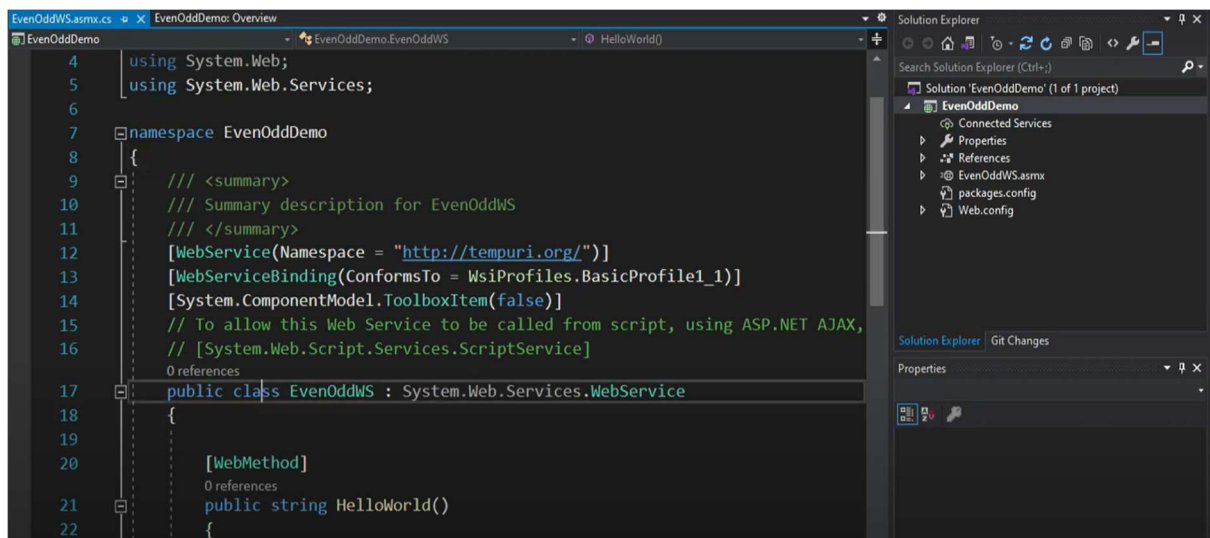 EvenOddWS.asmx.cs
EvenOddDemo: Overview
EvenOddDemo
EvenOddDemo.EvenOddWS
HelloWorld()
4 using System.Web;
5 using System.Web.Services;
6
7 namespace EvenOddDemo
8 {
9 /// <summary>
10 /// Summary description for EvenOddWS
11 /// </summary>
12 [WebService(Namespace = "http://tempuri.org/")]
13 [WebServiceBinding(ConformsTo = WsiProfiles.BasicProfile1_1)]
14 [System.ComponentModel.ToolboxItem(false)]
15 // To allow this Web Service to be called from script, using ASP.NET AJAX,
16 // [System.Web.Script.Services.ScriptService]
0 references
17 public class EvenOddWS : System.Web.Services.WebService
18 {
19
20 [WebMethod]
0 references
21 public string HelloWorld()
22 {
Solution Explorer
Search Solution Explorer (Ctrl+;)
Solution 'EvenOddDemo' (1 of 1 project)
EvenOddDemo
Connected Services
Properties
References
EvenOddWS.asmx
packages.config
Web.config
Solution Explorer Git Changes
Properties